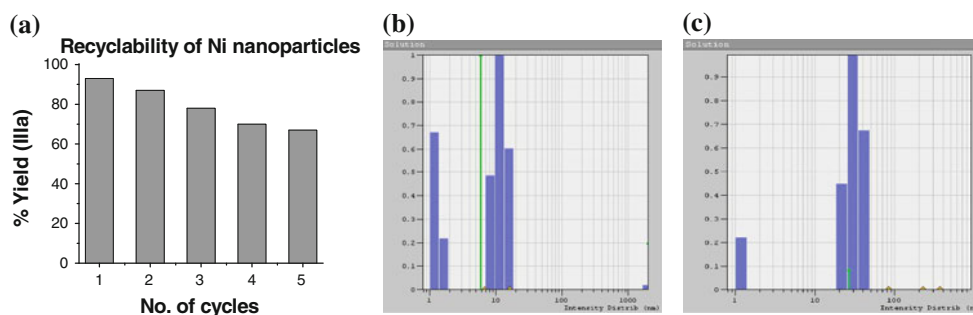 (a)
Recyclability of Ni nanoparticles
100
80
60
40
20
0
% Yield (IIIa)
1 2 3 4 5
No. of cycles
(b)
Solution
1
0.9
0.8
0.7
0.6
0.5
0.4
0.3
0.2
0.1
0
1 10 100 1000
Intensity Distrib (nm)
(c)
Solution
0.9
0.8
0.7
0.6
0.5
0.4
0.3
0.2
0.1
0
1 10 100
Intensity Distrib